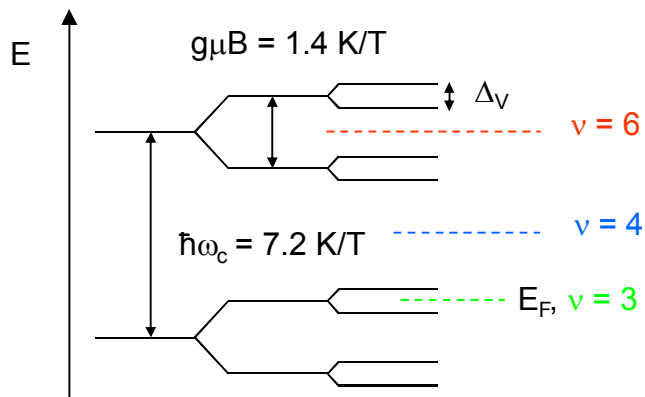 gμB = 1.4 K/T
E
Δ_V
ν = 6
ν = 4
ħω_c = 7.2 K/T
E_F, ν = 3